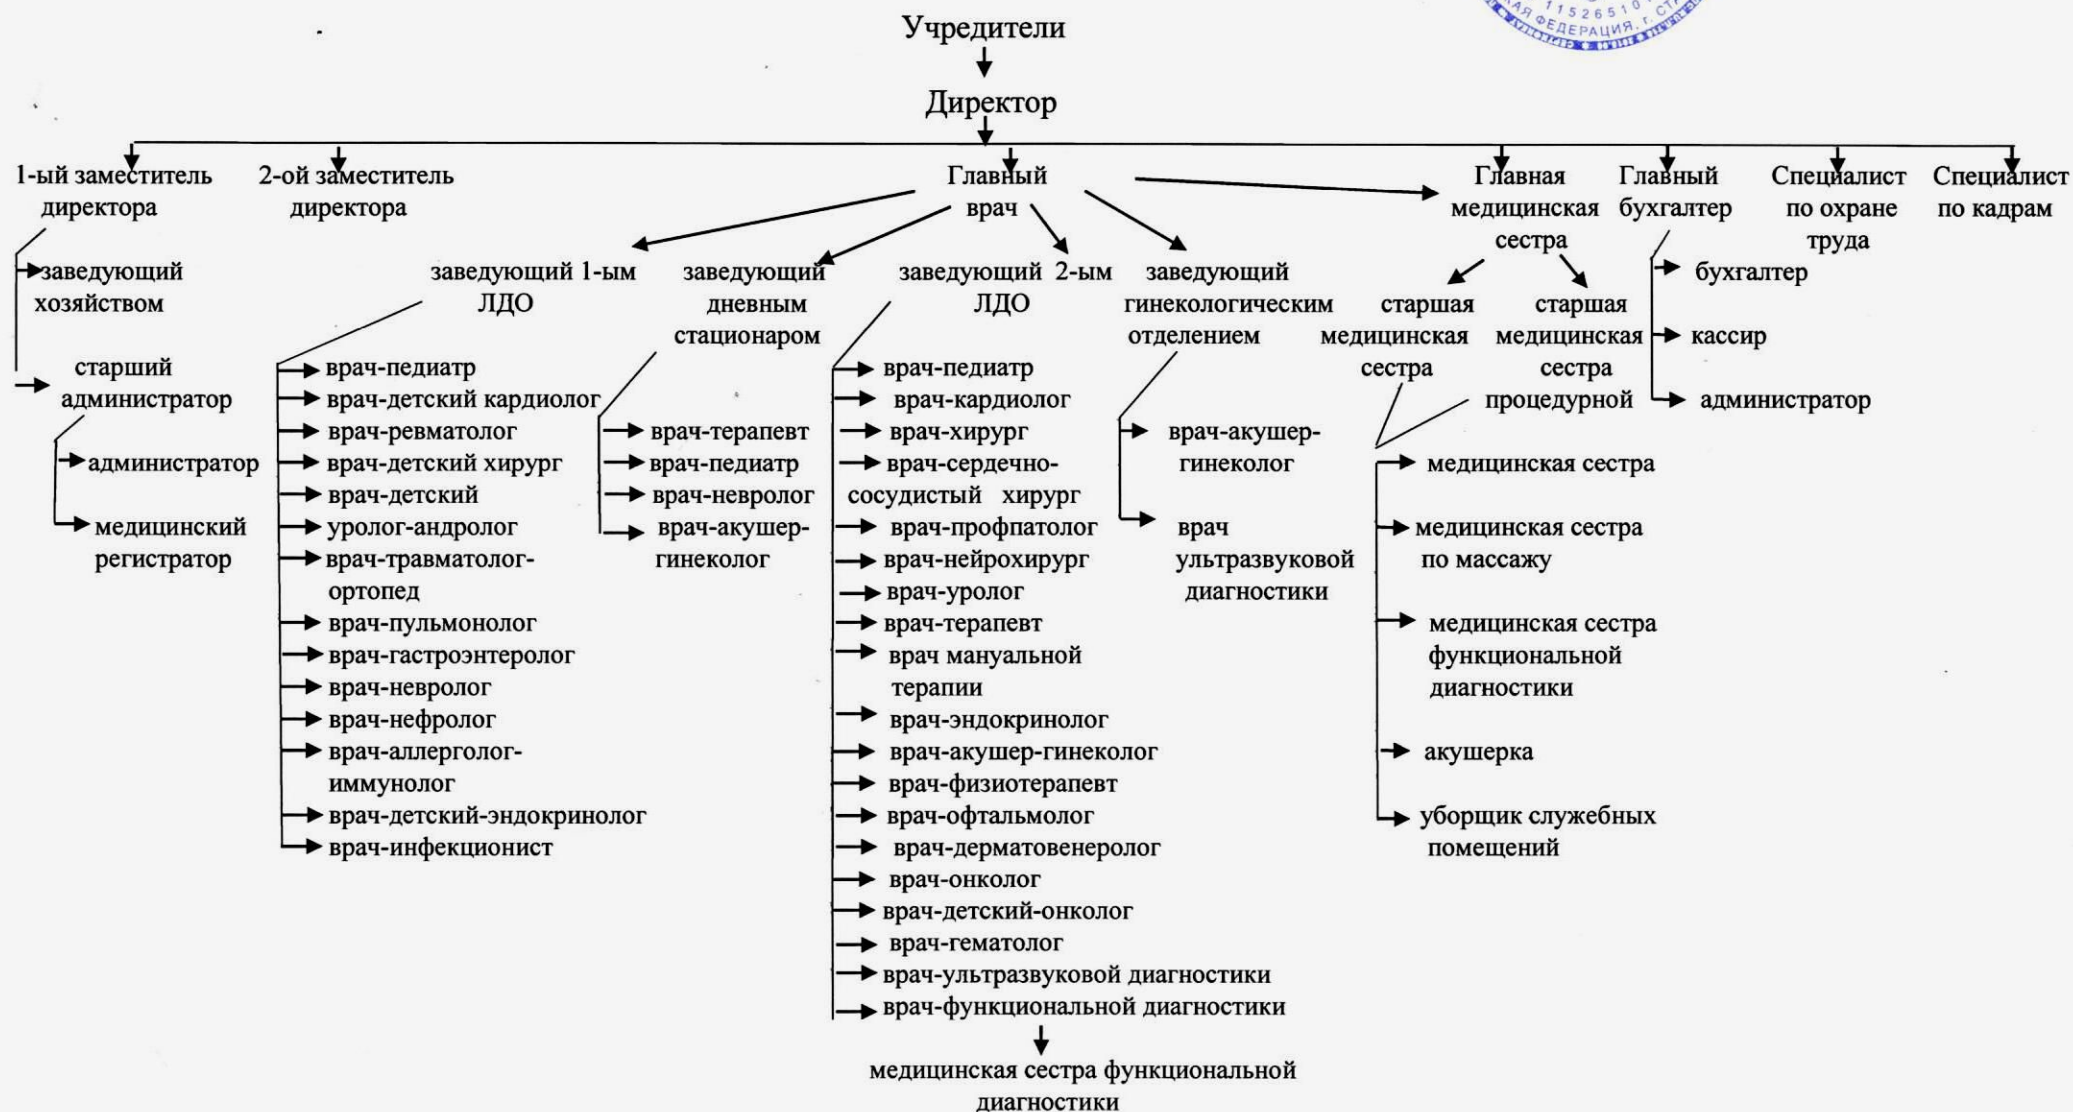 115265101
КАЯ ФЕДЕРАЦИЯ, г. СТА
Учредители
Директор
1-ый заместитель
директора
2-ой заместитель
директора
Главный
врач
Главная
медицинская
сестра
Главный
бухгалтер
Специалист
по охране
труда
Специалист
по кадрам
заведующий
хозяйством
старший
администратор
администратор
медицинский
регистратор
заведующий 1-ым
ЛДО
врач-педиатр
врач-детский кардиолог
врач-ревматолог
врач-детский хирург
врач-детский
уролог-андролог
врач-травматолог-
ортопед
врач-пульмонолог
врач-гастроэнтеролог
врач-невролог
врач-нефролог
врач-аллерголог-
иммунолог
врач-детский-эндокринолог
врач-инфекционист
заведующий
дневным
стационаром
врач-терапевт
врач-педиатр
врач-невролог
врач-акушер-
гинеколог
заведующий 2-ым
ЛДО
врач-педиатр
врач-кардиолог
врач-хирург
врач-сердечно-
сосудистый хирург
врач-профпатолог
врач-нейрохирург
врач-уролог
врач-терапевт
врач мануальной
терапии
врач-эндокринолог
врач-акушер-гинеколог
врач-физиотерапевт
врач-офтальмолог
врач-дерматовенеролог
врач-онколог
врач-детский-онколог
врач-гематолог
врач-ультразвуковой диагностики
врач-функциональной диагностики
медицинская сестра функциональной
диагностики
заведующий
гинекологическим
отделением
врач-акушер-
гинеколог
врач
ультразвуковой
диагностики
старшая
медицинская
сестра
старшая
медицинская
сестра
процедурной
медицинская сестра
медицинская сестра
по массажу
медицинская сестра
функциональной
диагностики
акушерка
уборщик служебных
помещений
бухгалтер
кассир
администратор